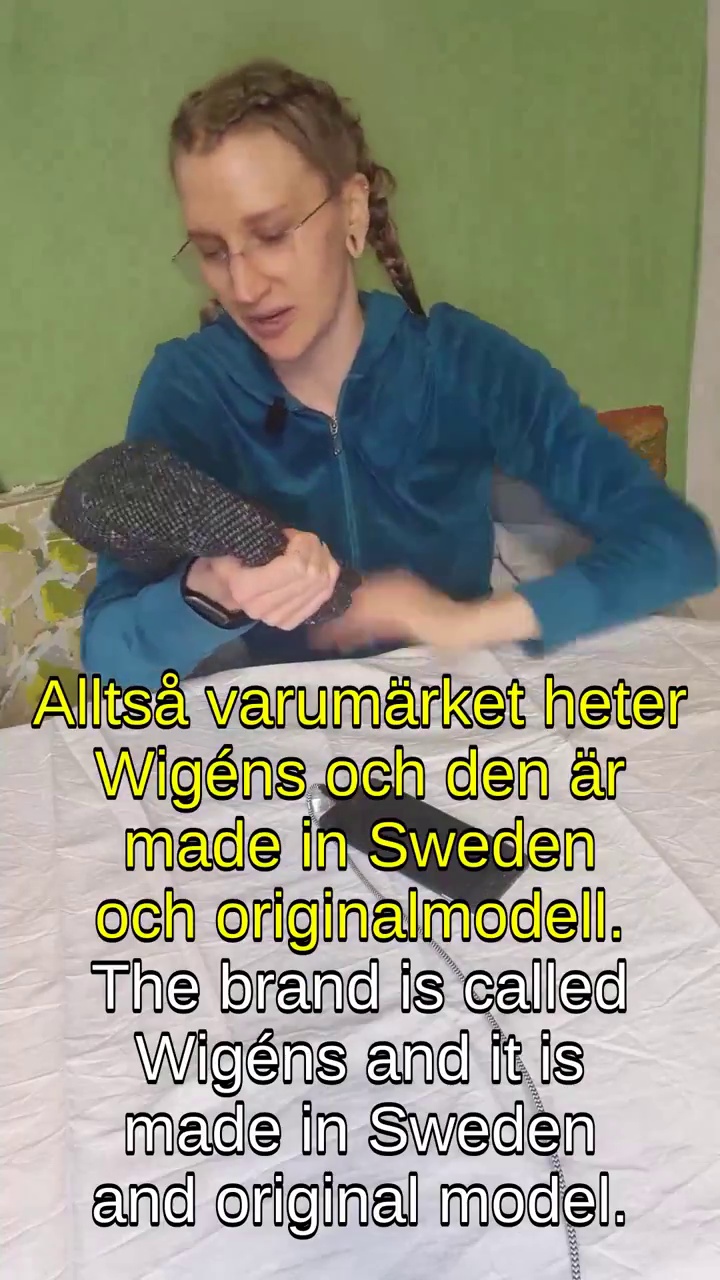 Alltså varumärket heter
Wigéns och den är
made in Sweden
och originalmodell.
The brand is called
Wigéns and it is
made in Sweden
and original model.